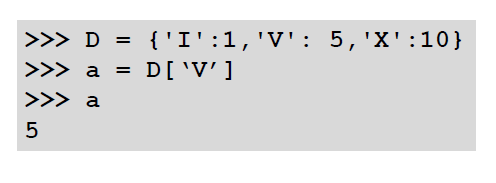 >>> D = {'I':1,'V': 5,'X':10}
>>> a = D[‘V’]
>>> a
5